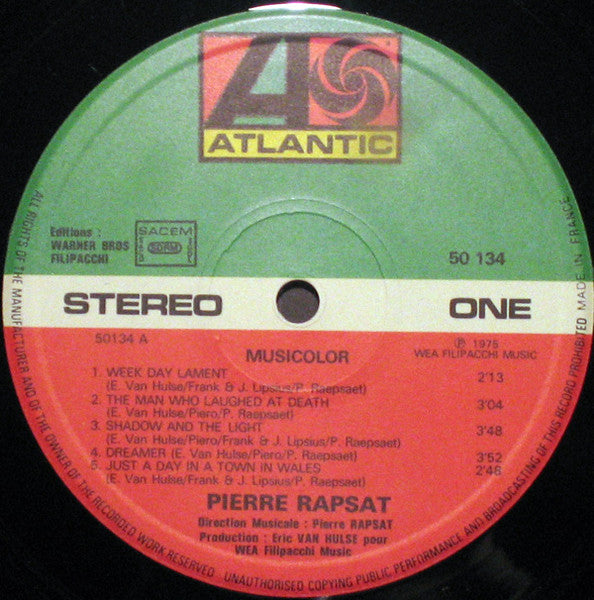 ATLANTIC
Editions :
WARNER BROS
FILIPACCHI
SACEM
SDRM
50 134
STEREO
ONE
50134 A
MUSICOLOR
℗ 1975
WEA FILIPACCHI MUSIC
1. WEEK DAY LAMENT 2'13
(E. Van Hulse/Frank & J. Lipsius/P. Raepsaet)
2. THE MAN WHO LAUGHED AT DEATH 3'04
(E. Van Hulse/Piero/P. Raepsaet)
3. SHADOW AND THE LIGHT 3'48
(E. Van Hulse/Piero/Frank & J. Lipsius/P. Raepsaet)
4. DREAMER (E. Van Hulse/Piero/P. Raepsaet) 3'52
5. JUST A DAY IN A TOWN IN WALES 2'46
(E. Van Hulse/Frank & J. Lipsius/P. Raepsaet)
PIERRE RAPSAT
Direction Musicale : Pierre RAPSAT
Production : Eric VAN HULSE pour
WEA Filipacchi Music
ALL RIGHTS OF THE MANUFACTURER AND OF THE OWNER OF THE RECORDED WORK RESERVED - UNAUTHORISED COPYING PUBLIC PERFORMANCE AND BROADCASTING OF THIS RECORD PROHIBITED MADE IN FRANCE